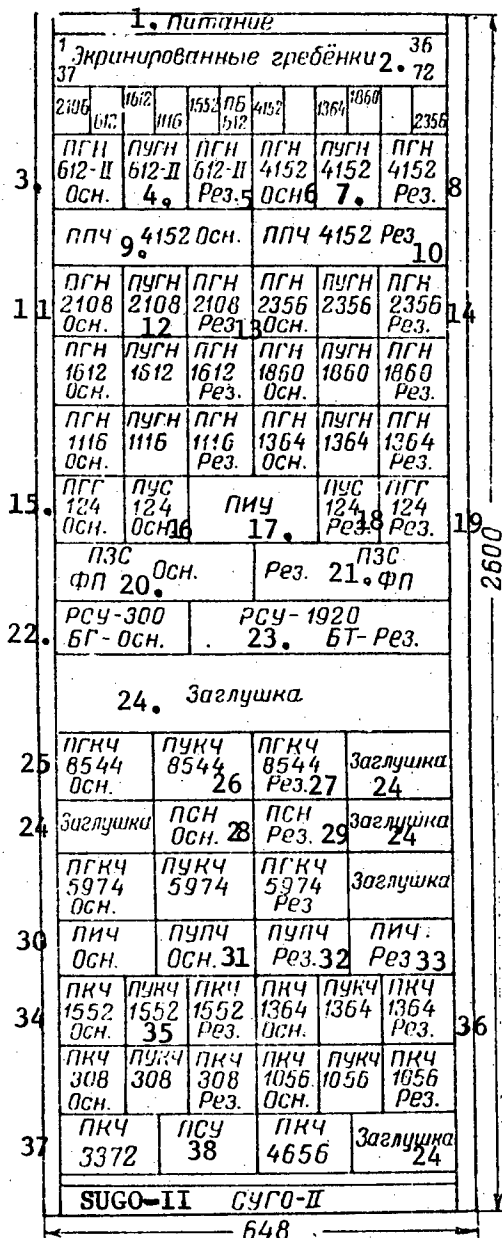 1. Питание
1 Экринированные гребёнки 2. 36
37 72
2106 612 1612 1116 1552 ПБ 612 4152 1364 1860 2356
ПГН ПУГН ПГН ПГН ПУГН ПГН
3. 612-II 612-II 612-II 4152 4152 4152 8
Осн. 4. Рез. 5 Осн 6 7. Рез.
ППЧ 9. 4152 Осн. ППЧ 4152 Рез 10
ПГН ПУГН ПГН ПГН ПУГН ПГН
11 2108 2108 2108 2356 2356 2356 14
Осн. 12 Рез 13 Осн. Рез.
ПГН ПУГН ПГН ПГН ПУГН ПГН
1612 1612 1612 1860 1860 1860
Осн. Рез. Осн. Рез.
ПГН ПУГН ПГН ПГН ПУГН ПГН
1116 1116 1116 1364 1364 1364
Осн. Рез. Осн. Рез.
15. ПГГ ПУС ПИУ ПУС ПГГ
124 124 124 124
Осн. Осн 16 17. Рез. 18 Рез. 19
ПЗС Осн. Рез. ПЗС
ФП 20. 21. ФП
РСУ-300 РСУ-1920
22. БГ-Осн. 23. БТ-Рез.
24. Заглушка
ПГКЧ ПУКЧ ПГКЧ Заглушка
25 8544 8544 8544 24
Осн. 26 Рез. 27
24 Заглушки ПСН ПСН Заглушка
Осн. 28 Рез. 29 24
ПГКЧ ПУКЧ ПГКЧ Заглушка
5974 5974 5974
Осн. Рез
30 ПИЧ ПУПЧ ПУПЧ ПИЧ.
Осн. Осн. 31 Рез. 32 Рез 33
ПКЧ ПУКЧ ПКЧ ПКЧ ПУКЧ ПКЧ
34 1552 1552 1552 1364 1364 1364 36
Осн. 35 Рез. Осн. Рез.
ПКЧ ПУКЧ ПКЧ ПКЧ ПУКЧ ПКЧ
308 308 308 1056 1056 1056
Осн. Рез. Осн. Рез.
37 ПКЧ ПСУ ПКЧ Заглушка
3372 38 4656 24
SUGO-II СУГО-II
648
2600